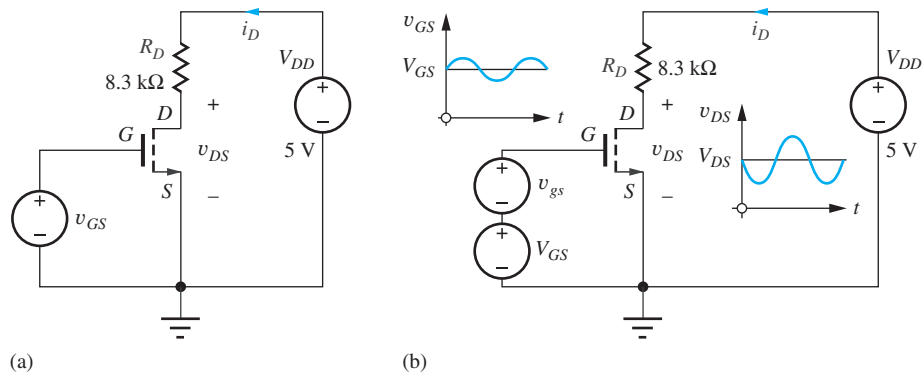 i_D
R_D
8.3 kΩ
V_DD
+
−
5 V
D
+
G
v_DS
S
−
+
−
v_GS
(a)
v_GS
V_GS
t
i_D
R_D
8.3 kΩ
V_DD
+
−
5 V
D
+
G
v_DS
S
−
v_DS
V_DS
t
+
−
v_gs
+
−
V_GS
(b)